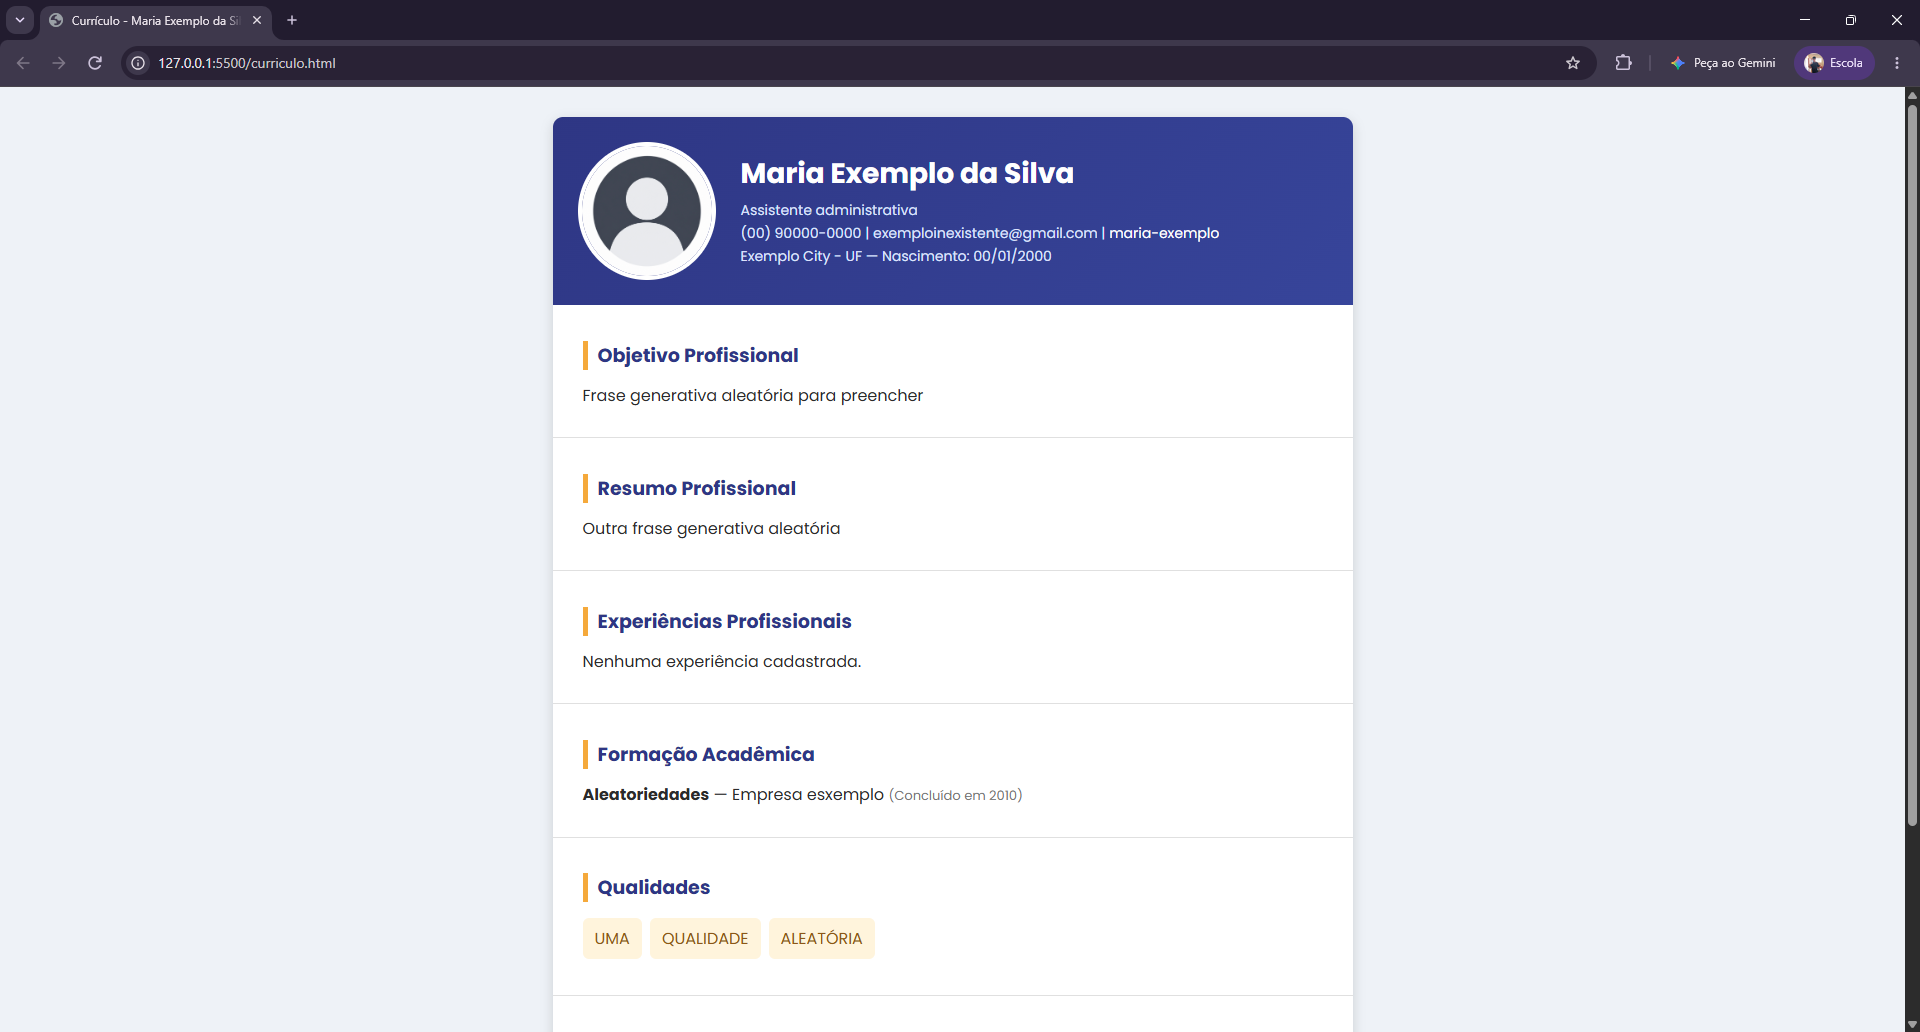 Currículo - Maria Exemplo da Si
127.0.0.1:5500/curriculo.html
Peça ao Gemini
Escola
Maria Exemplo da Silva
Assistente administrativa
(00) 90000-0000 | exemploinexistente@gmail.com | maria-exemplo
Exemplo City - UF — Nascimento: 00/01/2000
Objetivo Profissional
Frase generativa aleatória para preencher
Resumo Profissional
Outra frase generativa aleatória
Experiências Profissionais
Nenhuma experiência cadastrada.
Formação Acadêmica
Aleatoriedades — Empresa esxemplo (Concluído em 2010)
Qualidades
UMA QUALIDADE ALEATÓRIA